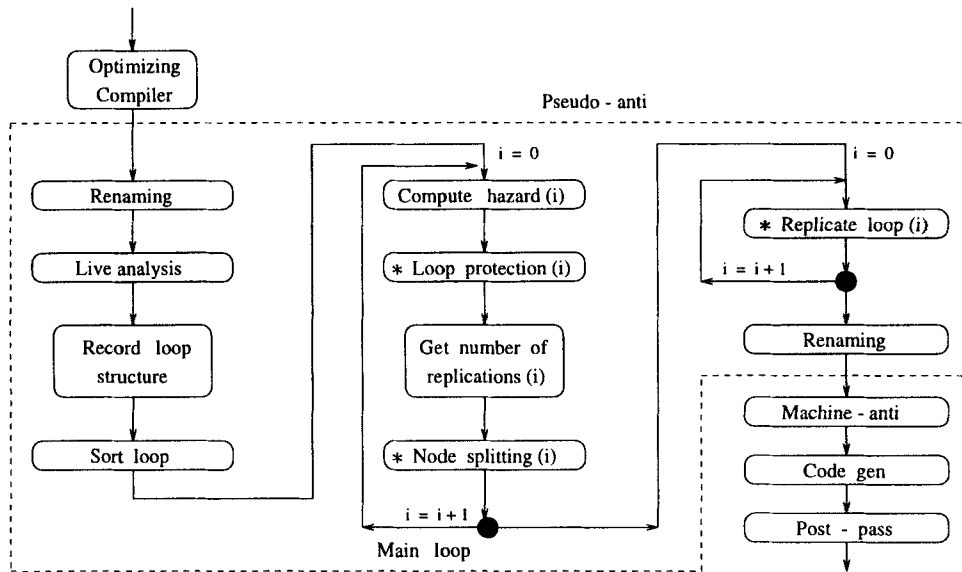 Optimizing
Compiler
Pseudo - anti
Renaming
Live analysis
Record loop
structure
Sort loop
i = 0
Compute hazard (i)
* Loop protection (i)
Get number of
replications (i)
* Node splitting (i)
i = i + 1
Main loop
i = 0
* Replicate loop (i)
i = i + 1
Renaming
Machine - anti
Code gen
Post - pass